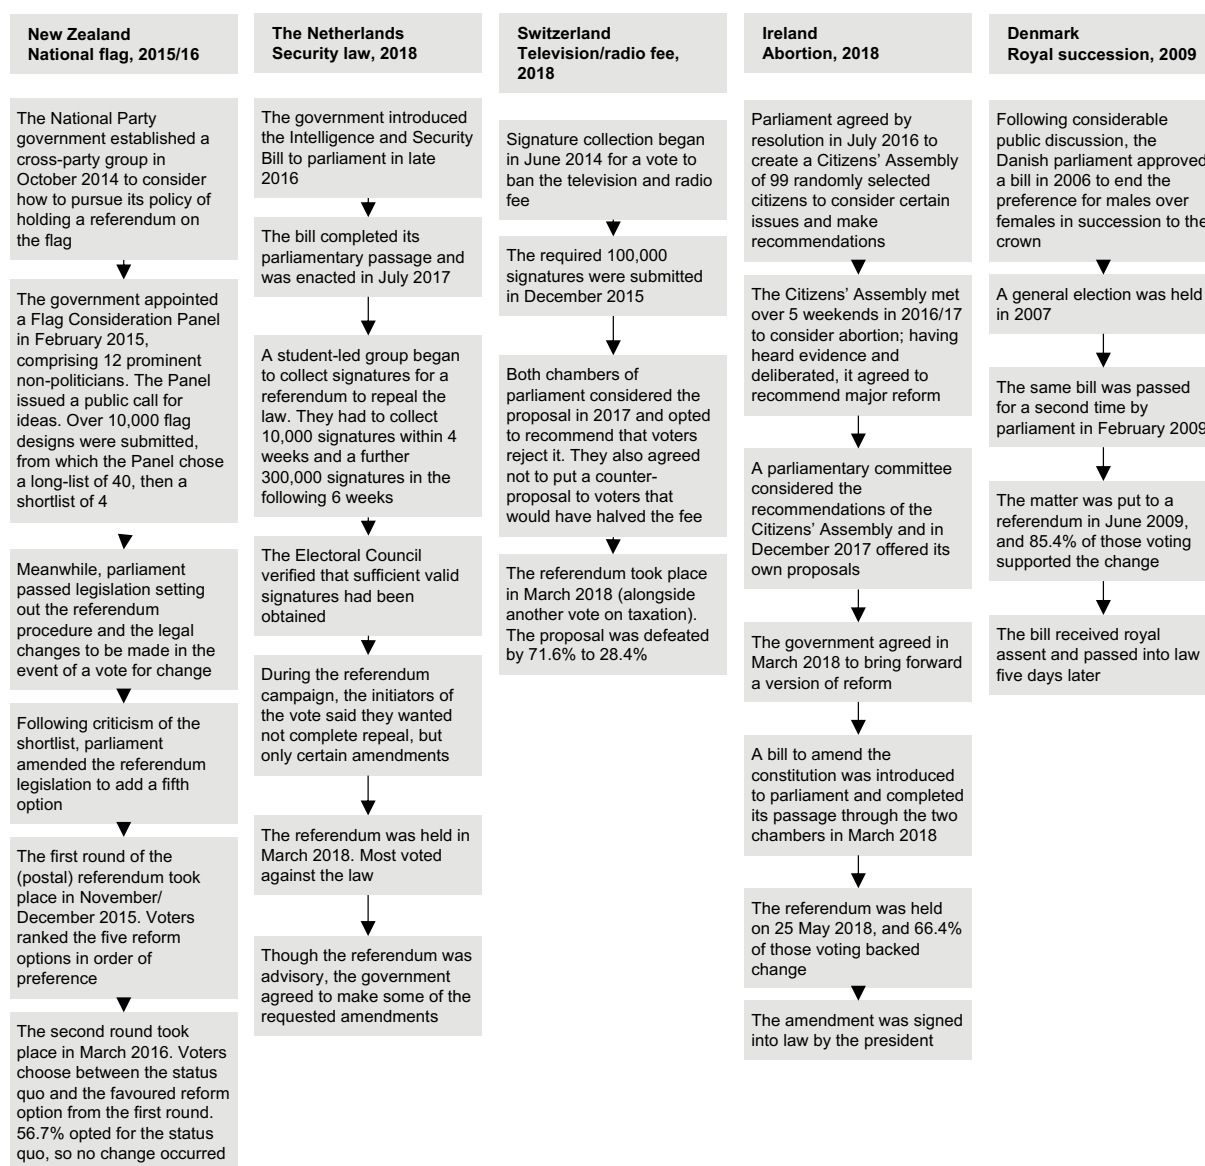 New Zealand
National flag, 2015/16
The National Party
government established a
cross-party group in
October 2014 to consider
how to pursue its policy of
holding a referendum on
the flag
The government appointed
a Flag Consideration Panel
in February 2015,
comprising 12 prominent
non-politicians. The Panel
issued a public call for
ideas. Over 10,000 flag
designs were submitted,
from which the Panel chose
a long-list of 40, then a
shortlist of 4
Meanwhile, parliament
passed legislation setting
out the referendum
procedure and the legal
changes to be made in the
event of a vote for change
Following criticism of the
shortlist, parliament
amended the referendum
legislation to add a fifth
option
The first round of the
(postal) referendum took
place in November/
December 2015. Voters
ranked the five reform
options in order of
preference
The second round took
place in March 2016. Voters
choose between the status
quo and the favoured reform
option from the first round.
56.7% opted for the status
quo, so no change occurred
The Netherlands
Security law, 2018
The government introduced
the Intelligence and Security
Bill to parliament in late
2016
The bill completed its
parliamentary passage and
was enacted in July 2017
A student-led group began
to collect signatures for a
referendum to repeal the
law. They had to collect
10,000 signatures within 4
weeks and a further
300,000 signatures in the
following 6 weeks
The Electoral Council
verified that sufficient valid
signatures had been
obtained
During the referendum
campaign, the initiators of
the vote said they wanted
not complete repeal, but
only certain amendments
The referendum was held in
March 2018. Most voted
against the law
Though the referendum was
advisory, the government
agreed to make some of the
requested amendments
Switzerland
Television/radio fee,
2018
Signature collection began
in June 2014 for a vote to
ban the television and radio
fee
The required 100,000
signatures were submitted
in December 2015
Both chambers of
parliament considered the
proposal in 2017 and opted
to recommend that voters
reject it. They also agreed
not to put a counter-
proposal to voters that
would have halved the fee
The referendum took place
in March 2018 (alongside
another vote on taxation).
The proposal was defeated
by 71.6% to 28.4%
Ireland
Abortion, 2018
Parliament agreed by
resolution in July 2016 to
create a Citizens’ Assembly
of 99 randomly selected
citizens to consider certain
issues and make
recommendations
The Citizens’ Assembly met
over 5 weekends in 2016/17
to consider abortion; having
heard evidence and
deliberated, it agreed to
recommend major reform
A parliamentary committee
considered the
recommendations of the
Citizens’ Assembly and in
December 2017 offered its
own proposals
The government agreed in
March 2018 to bring forward
a version of reform
A bill to amend the
constitution was introduced
to parliament and completed
its passage through the two
chambers in March 2018
The referendum was held
on 25 May 2018, and 66.4%
of those voting backed
change
The amendment was signed
into law by the president
Denmark
Royal succession, 2009
Following considerable
public discussion, the
Danish parliament approved
a bill in 2006 to end the
preference for males over
females in succession to the
crown
A general election was held
in 2007
The same bill was passed
for a second time by
parliament in February 2009
The matter was put to a
referendum in June 2009,
and 85.4% of those voting
supported the change
The bill received royal
assent and passed into law
five days later